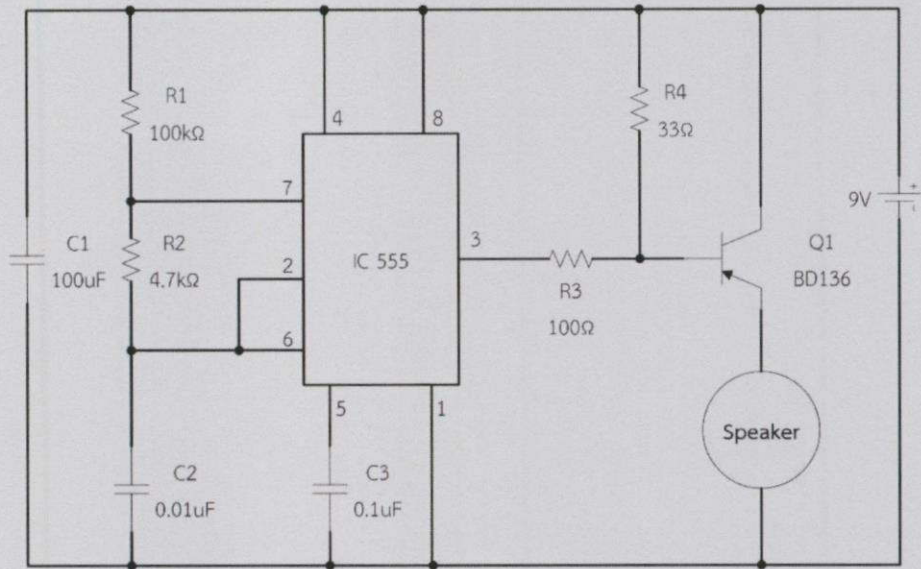 R1
100kΩ
R4
33Ω
4
8
7
9V
+
C1
100uF
R2
4.7kΩ
2
IC 555
3
Q1
BD136
R3
100Ω
6
5
1
Speaker
C2
0.01uF
C3
0.1uF